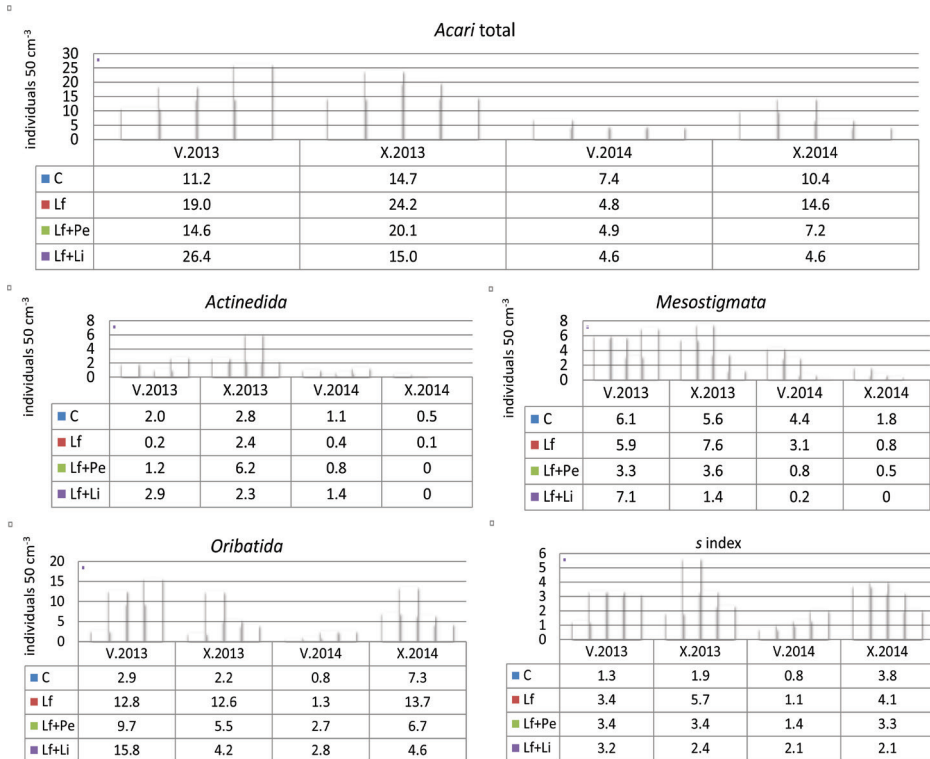 Acari total
individuals 50 cm-3
30
25
20
15
10
5
0
V.2013 X.2013 V.2014 X.2014
C 11.2 14.7 7.4 10.4
Lf 19.0 24.2 4.8 14.6
Lf+Pe 14.6 20.1 4.9 7.2
Lf+Li 26.4 15.0 4.6 4.6
Actinedida
individuals 50 cm-3
8
6
4
2
0
V.2013 X.2013 V.2014 X.2014
C 2.0 2.8 1.1 0.5
Lf 0.2 2.4 0.4 0.1
Lf+Pe 1.2 6.2 0.8 0
Lf+Li 2.9 2.3 1.4 0
Mesostigmata
individuals 50 cm-3
8
6
4
2
0
V.2013 X.2013 V.2014 X.2014
C 6.1 5.6 4.4 1.8
Lf 5.9 7.6 3.1 0.8
Lf+Pe 3.3 3.6 0.8 0.5
Lf+Li 7.1 1.4 0.2 0
Oribatida
individuals 50 cm-3
20
15
10
5
0
V.2013 X.2013 V.2014 X.2014
C 2.9 2.2 0.8 7.3
Lf 12.8 12.6 1.3 13.7
Lf+Pe 9.7 5.5 2.7 6.7
Lf+Li 15.8 4.2 2.8 4.6
s index
6
5
4
3
2
1
0
V.2013 X.2013 V.2014 X.2014
C 1.3 1.9 0.8 3.8
Lf 3.4 5.7 1.1 4.1
Lf+Pe 3.4 3.4 1.4 3.3
Lf+Li 3.2 2.4 2.1 2.1